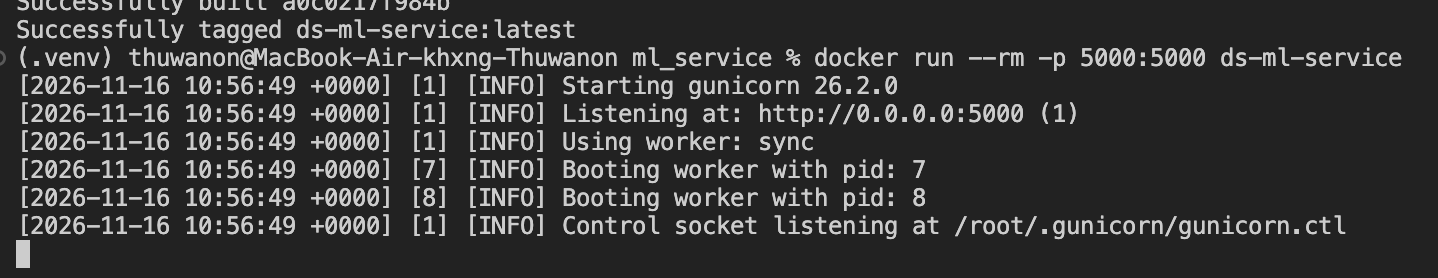 Successfully built a0c0217f984b
Successfully tagged ds-ml-service:latest
(.venv) thuwanon@MacBook-Air-khxng-Thuwanon ml_service % docker run --rm -p 5000:5000 ds-ml-service
[2026-11-16 10:56:49 +0000] [1] [INFO] Starting gunicorn 26.2.0
[2026-11-16 10:56:49 +0000] [1] [INFO] Listening at: http://0.0.0.0:5000 (1)
[2026-11-16 10:56:49 +0000] [1] [INFO] Using worker: sync
[2026-11-16 10:56:49 +0000] [7] [INFO] Booting worker with pid: 7
[2026-11-16 10:56:49 +0000] [8] [INFO] Booting worker with pid: 8
[2026-11-16 10:56:49 +0000] [1] [INFO] Control socket listening at /root/.gunicorn/gunicorn.ctl